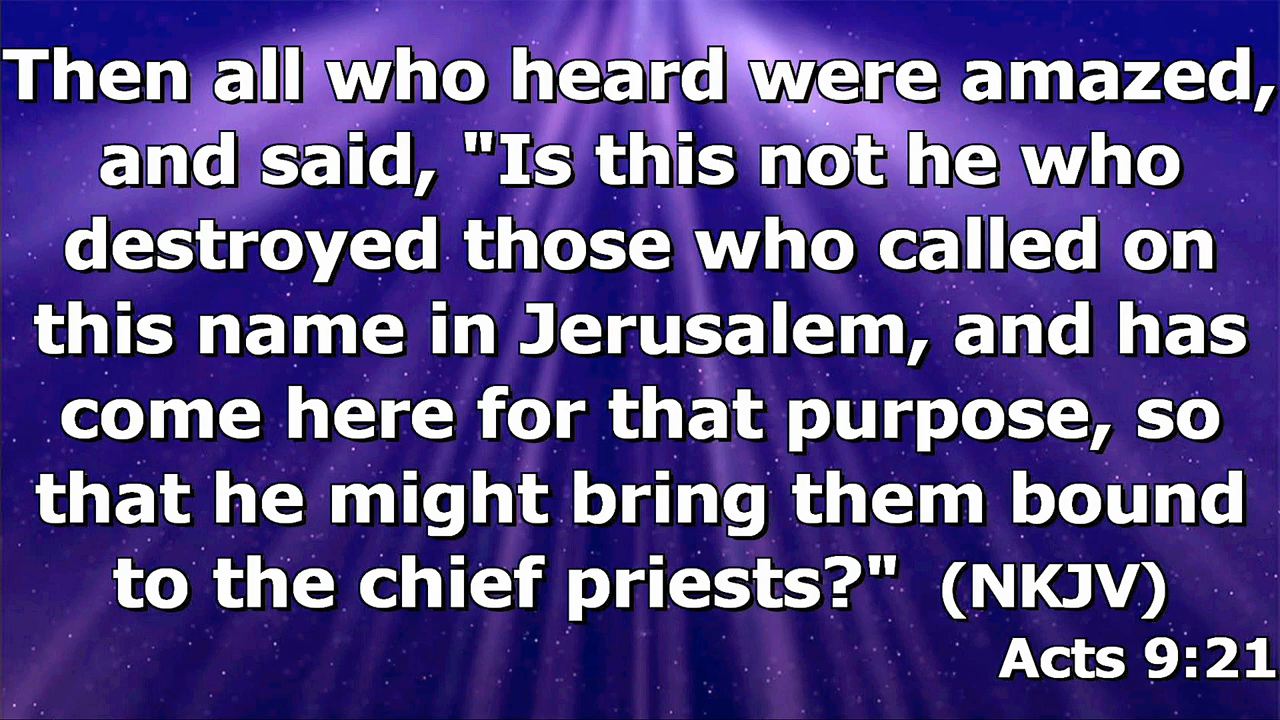 Then all who heard were amazed,
and said, "Is this not he who
destroyed those who called on
this name in Jerusalem, and has
come here for that purpose, so
that he might bring them bound
to the chief priests?" (NKJV)
Acts 9:21